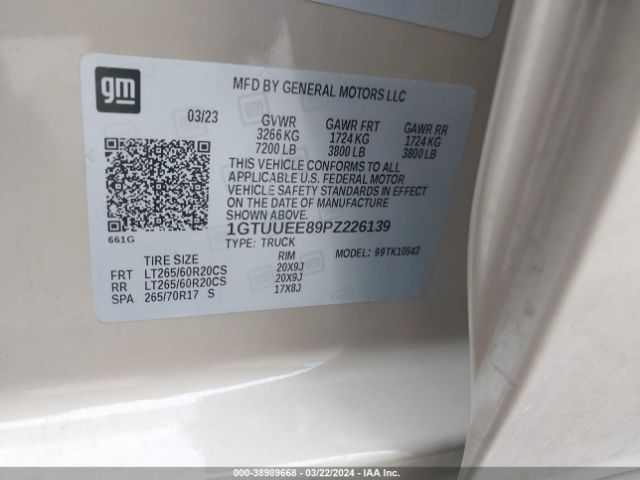 gm
MFD BY GENERAL MOTORS LLC
03/23 GVWR GAWR FRT GAWR RR
3266 KG 1724 KG 1724 KG
7200 LB 3800 LB 3800 LB
THIS VEHICLE CONFORMS TO ALL
APPLICABLE U.S. FEDERAL MOTOR
VEHICLE SAFETY STANDARDS IN EFFECT
ON THE DATE OF MANUFACTURE
SHOWN ABOVE.
661G
1GTUUEE89PZ226139
TYPE: TRUCK MODEL: 99TK10543
TIRE SIZE RIM
FRT LT265/60R20CS 20X9J
RR LT265/60R20CS 20X9J
SPA 265/70R17 S 17X8J
000-38989668 - 03/22/2024 - IAAI.COM